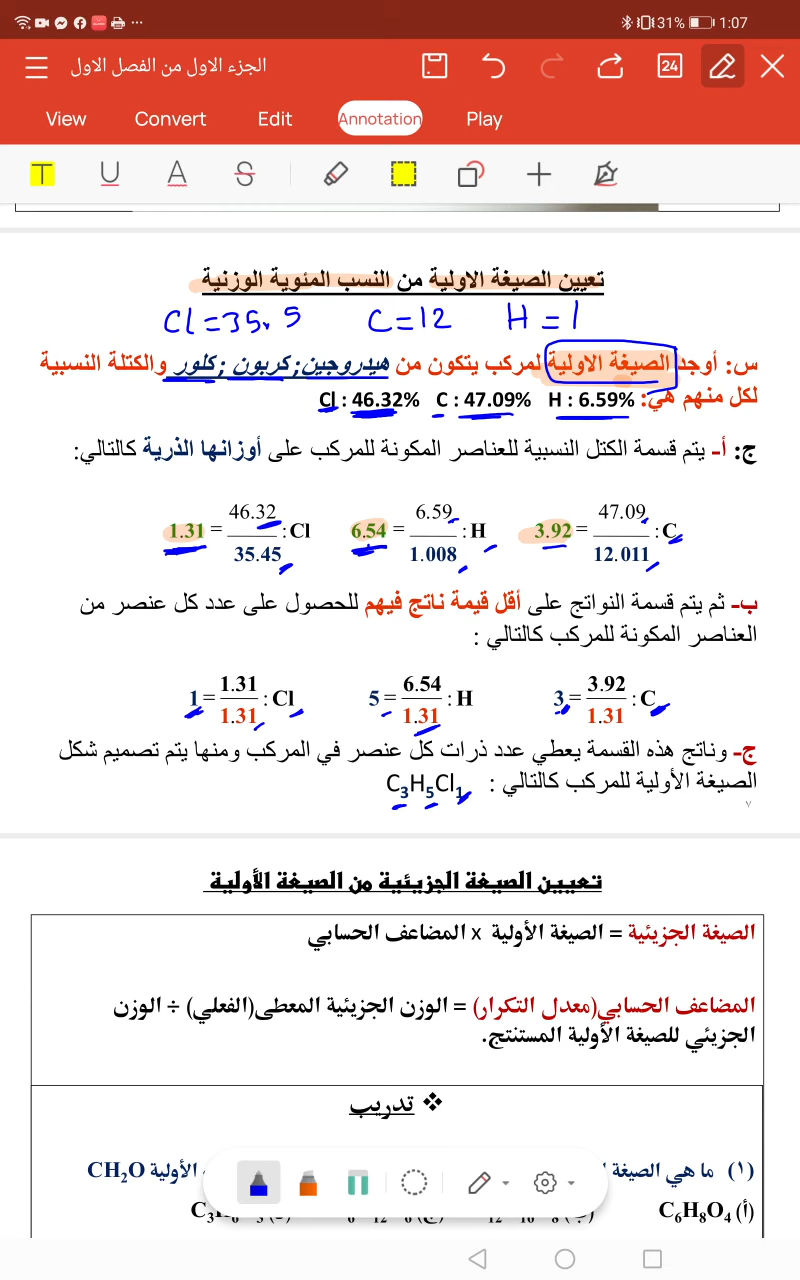 31% 1:07
الجزء الاول من الفصل الاول
24
View Convert Edit Annotation Play
تعيين الصيغة الاولية من النسب المئوية الوزنية
Cl=35.5 C=12 H=1
س: أوجد الصيغة الاولية لمركب يتكون من هيدروجين;كربون ;كلور والكتلة النسبية
لكل منهم هي: H : 6.59% C : 47.09% Cl : 46.32%
ج: أ- يتم قسمة الكتل النسبية للعناصر المكونة للمركب على أوزانها الذرية كالتالي:
C: 47.09/12.011 = 3.92 H: 6.59/1.008 = 6.54 Cl: 46.32/35.45 = 1.31
ب- ثم يتم قسمة النواتج على أقل قيمة ناتج فيهم للحصول على عدد كل عنصر من
العناصر المكونة للمركب كالتالي :
C: 3.92/1.31 = 3 H: 6.54/1.31 = 5 Cl: 1.31/1.31 = 1
ج- وناتج هذه القسمة يعطي عدد ذرات كل عنصر في المركب ومنها يتم تصميم شكل
الصيغة الأولية للمركب كالتالي : C₃H₅Cl₁
٧
تعيين الصيغة الجزيئية من الصيغة الأولية
الصيغة الجزيئية = الصيغة الأولية x المضاعف الحسابي
المضاعف الحسابي(معدل التكرار) = الوزن الجزيئية المعطى(الفعلي) ÷ الوزن
الجزيئي للصيغة الأولية المستنتج.
❖ تدريب
(١) ما هي الصيغة الأولية CH₂O
(أ) C₆H₈O₄